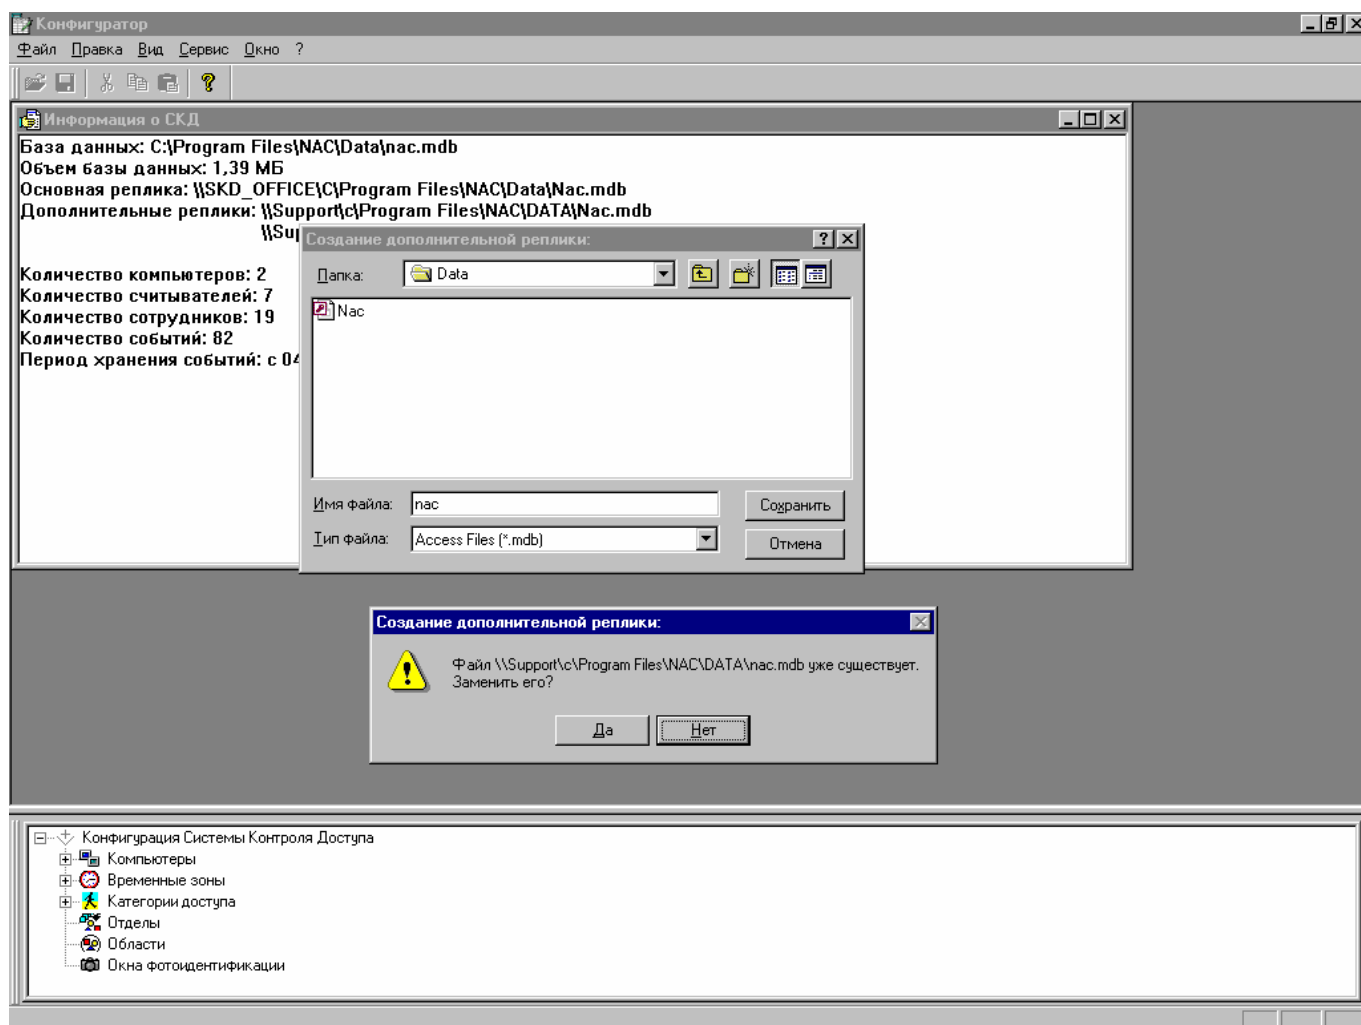 Конфигуратор
Файл Правка Вид Сервис Окно ?
Информация о СКД
База данных: C:\Program Files\NAC\Data\nac.mdb
Объем базы данных: 1,39 МБ
Основная реплика: \\SKD_OFFICE\C\Program Files\NAC\Data\Nac.mdb
Дополнительные реплики: \\Support\c\Program Files\NAC\DATA\Nac.mdb
\\Sup
Количество компьютеров: 2
Количество считывателей: 7
Количество сотрудников: 19
Количество событий: 82
Период хранения событий: с 04
Создание дополнительной реплики:
Папка: Data
Nac
Имя файла: nac Сохранить
Тип файла: Access Files (*.mdb) Отмена
Создание дополнительной реплики:
Файл \\Support\c\Program Files\NAC\DATA\nac.mdb уже существует.
Заменить его?
Да Нет
Конфигурация Системы Контроля Доступа
Компьютеры
Временные зоны
Категории доступа
Отделы
Области
Окна фотоидентификации